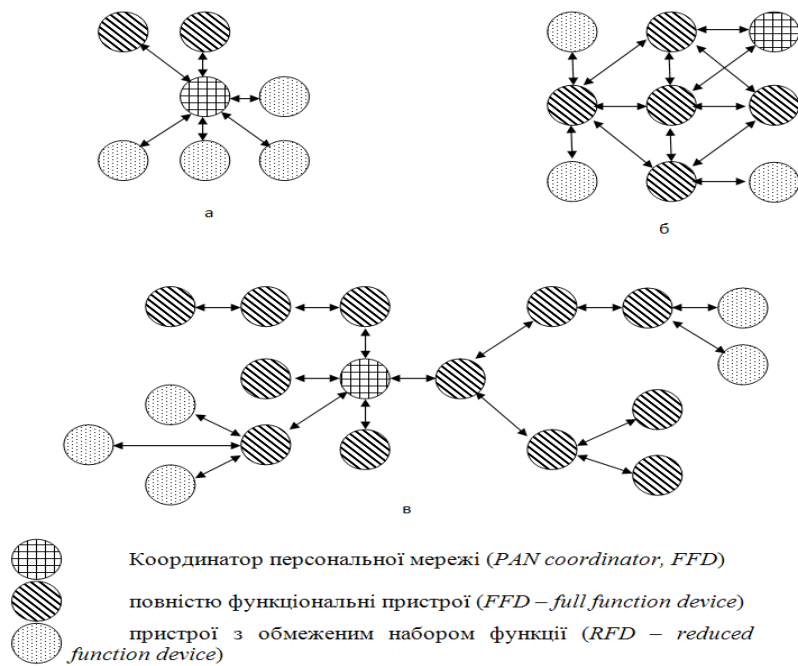 а
б
в
Координатор персональної мережі (PAN coordinator, FFD)
повністю функціональні пристрої (FFD – full function device)
пристрої з обмеженим набором функції (RFD – reduced
function device)